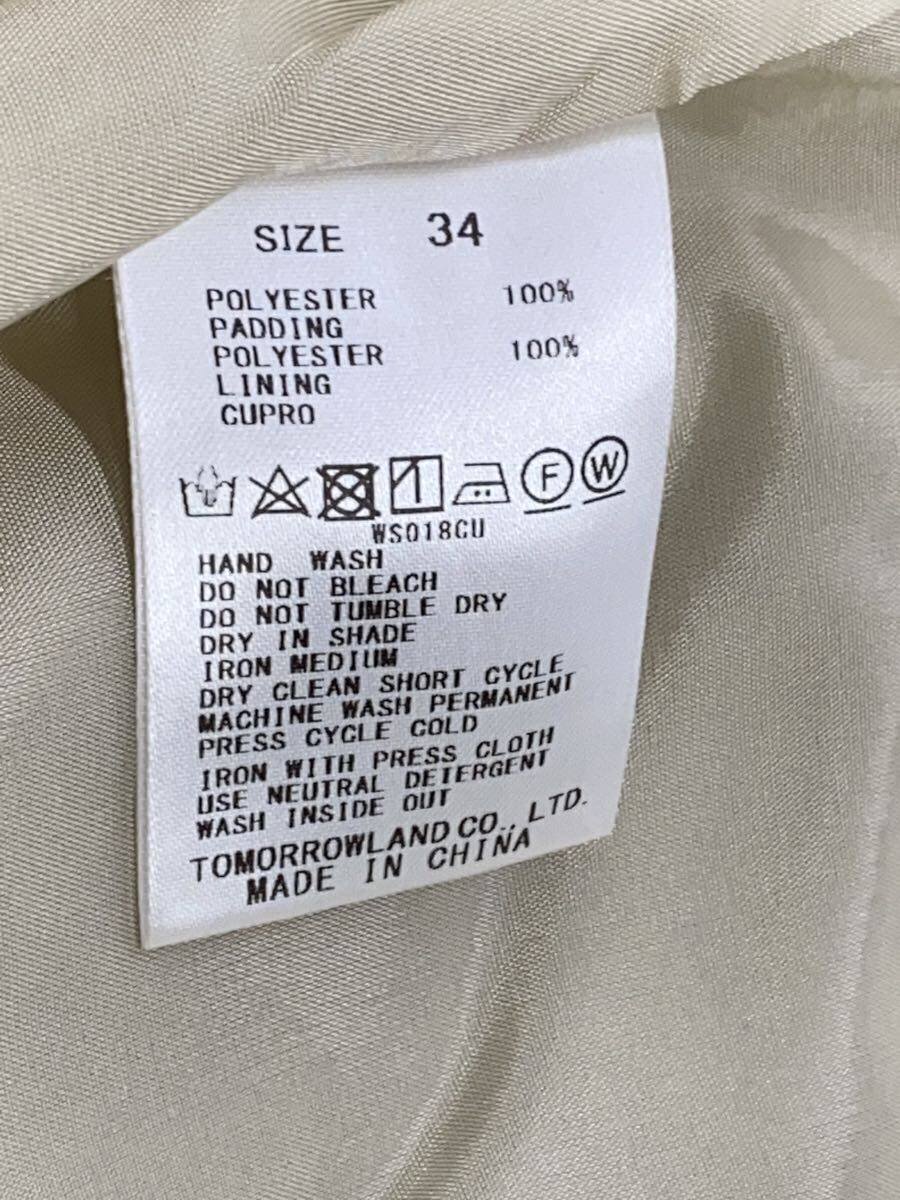 SIZE 34
POLYESTER 100%
PADDING
POLYESTER 100%
LINING
CUPRO
F W
WS018CU
HAND WASH
DO NOT BLEACH
DO NOT TUMBLE DRY
DRY IN SHADE
IRON MEDIUM
DRY CLEAN SHORT CYCLE
MACHINE WASH PERMANENT
PRESS CYCLE COLD
IRON WITH PRESS CLOTH
USE NEUTRAL DETERGENT
WASH INSIDE OUT
TOMORROWLAND CO., LTD.
MADE IN CHINA